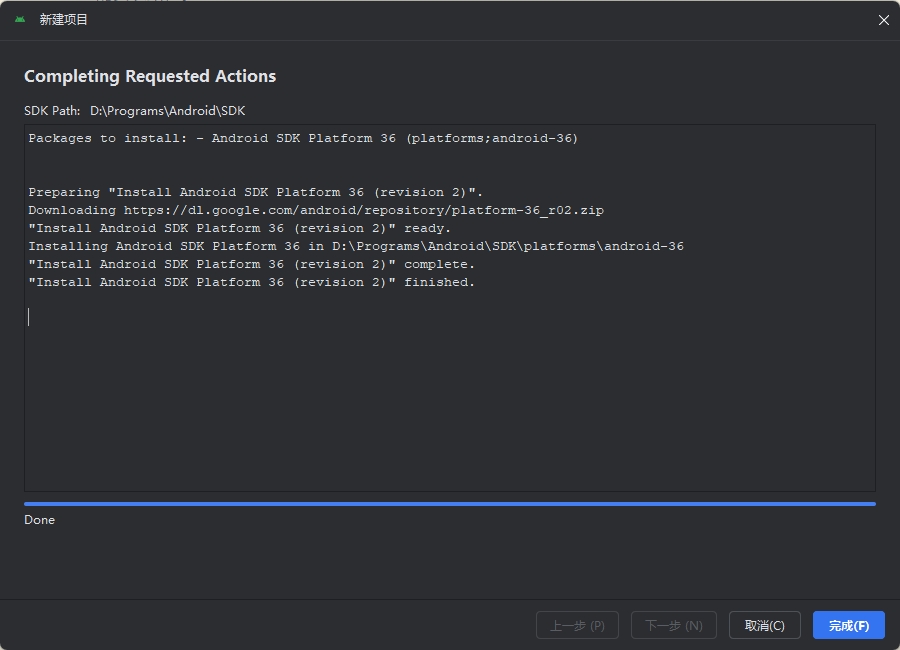 新建项目
Completing Requested Actions
SDK Path: D:\Programs\Android\SDK
Packages to install: - Android SDK Platform 36 (platforms;android-36)
Preparing "Install Android SDK Platform 36 (revision 2)".
Downloading https://dl.google.com/android/repository/platform-36_r02.zip
"Install Android SDK Platform 36 (revision 2)" ready.
Installing Android SDK Platform 36 in D:\Programs\Android\SDK\platforms\android-36
"Install Android SDK Platform 36 (revision 2)" complete.
"Install Android SDK Platform 36 (revision 2)" finished.
Done
上一步 (P) 下一步 (N) 取消(C) 完成(F)